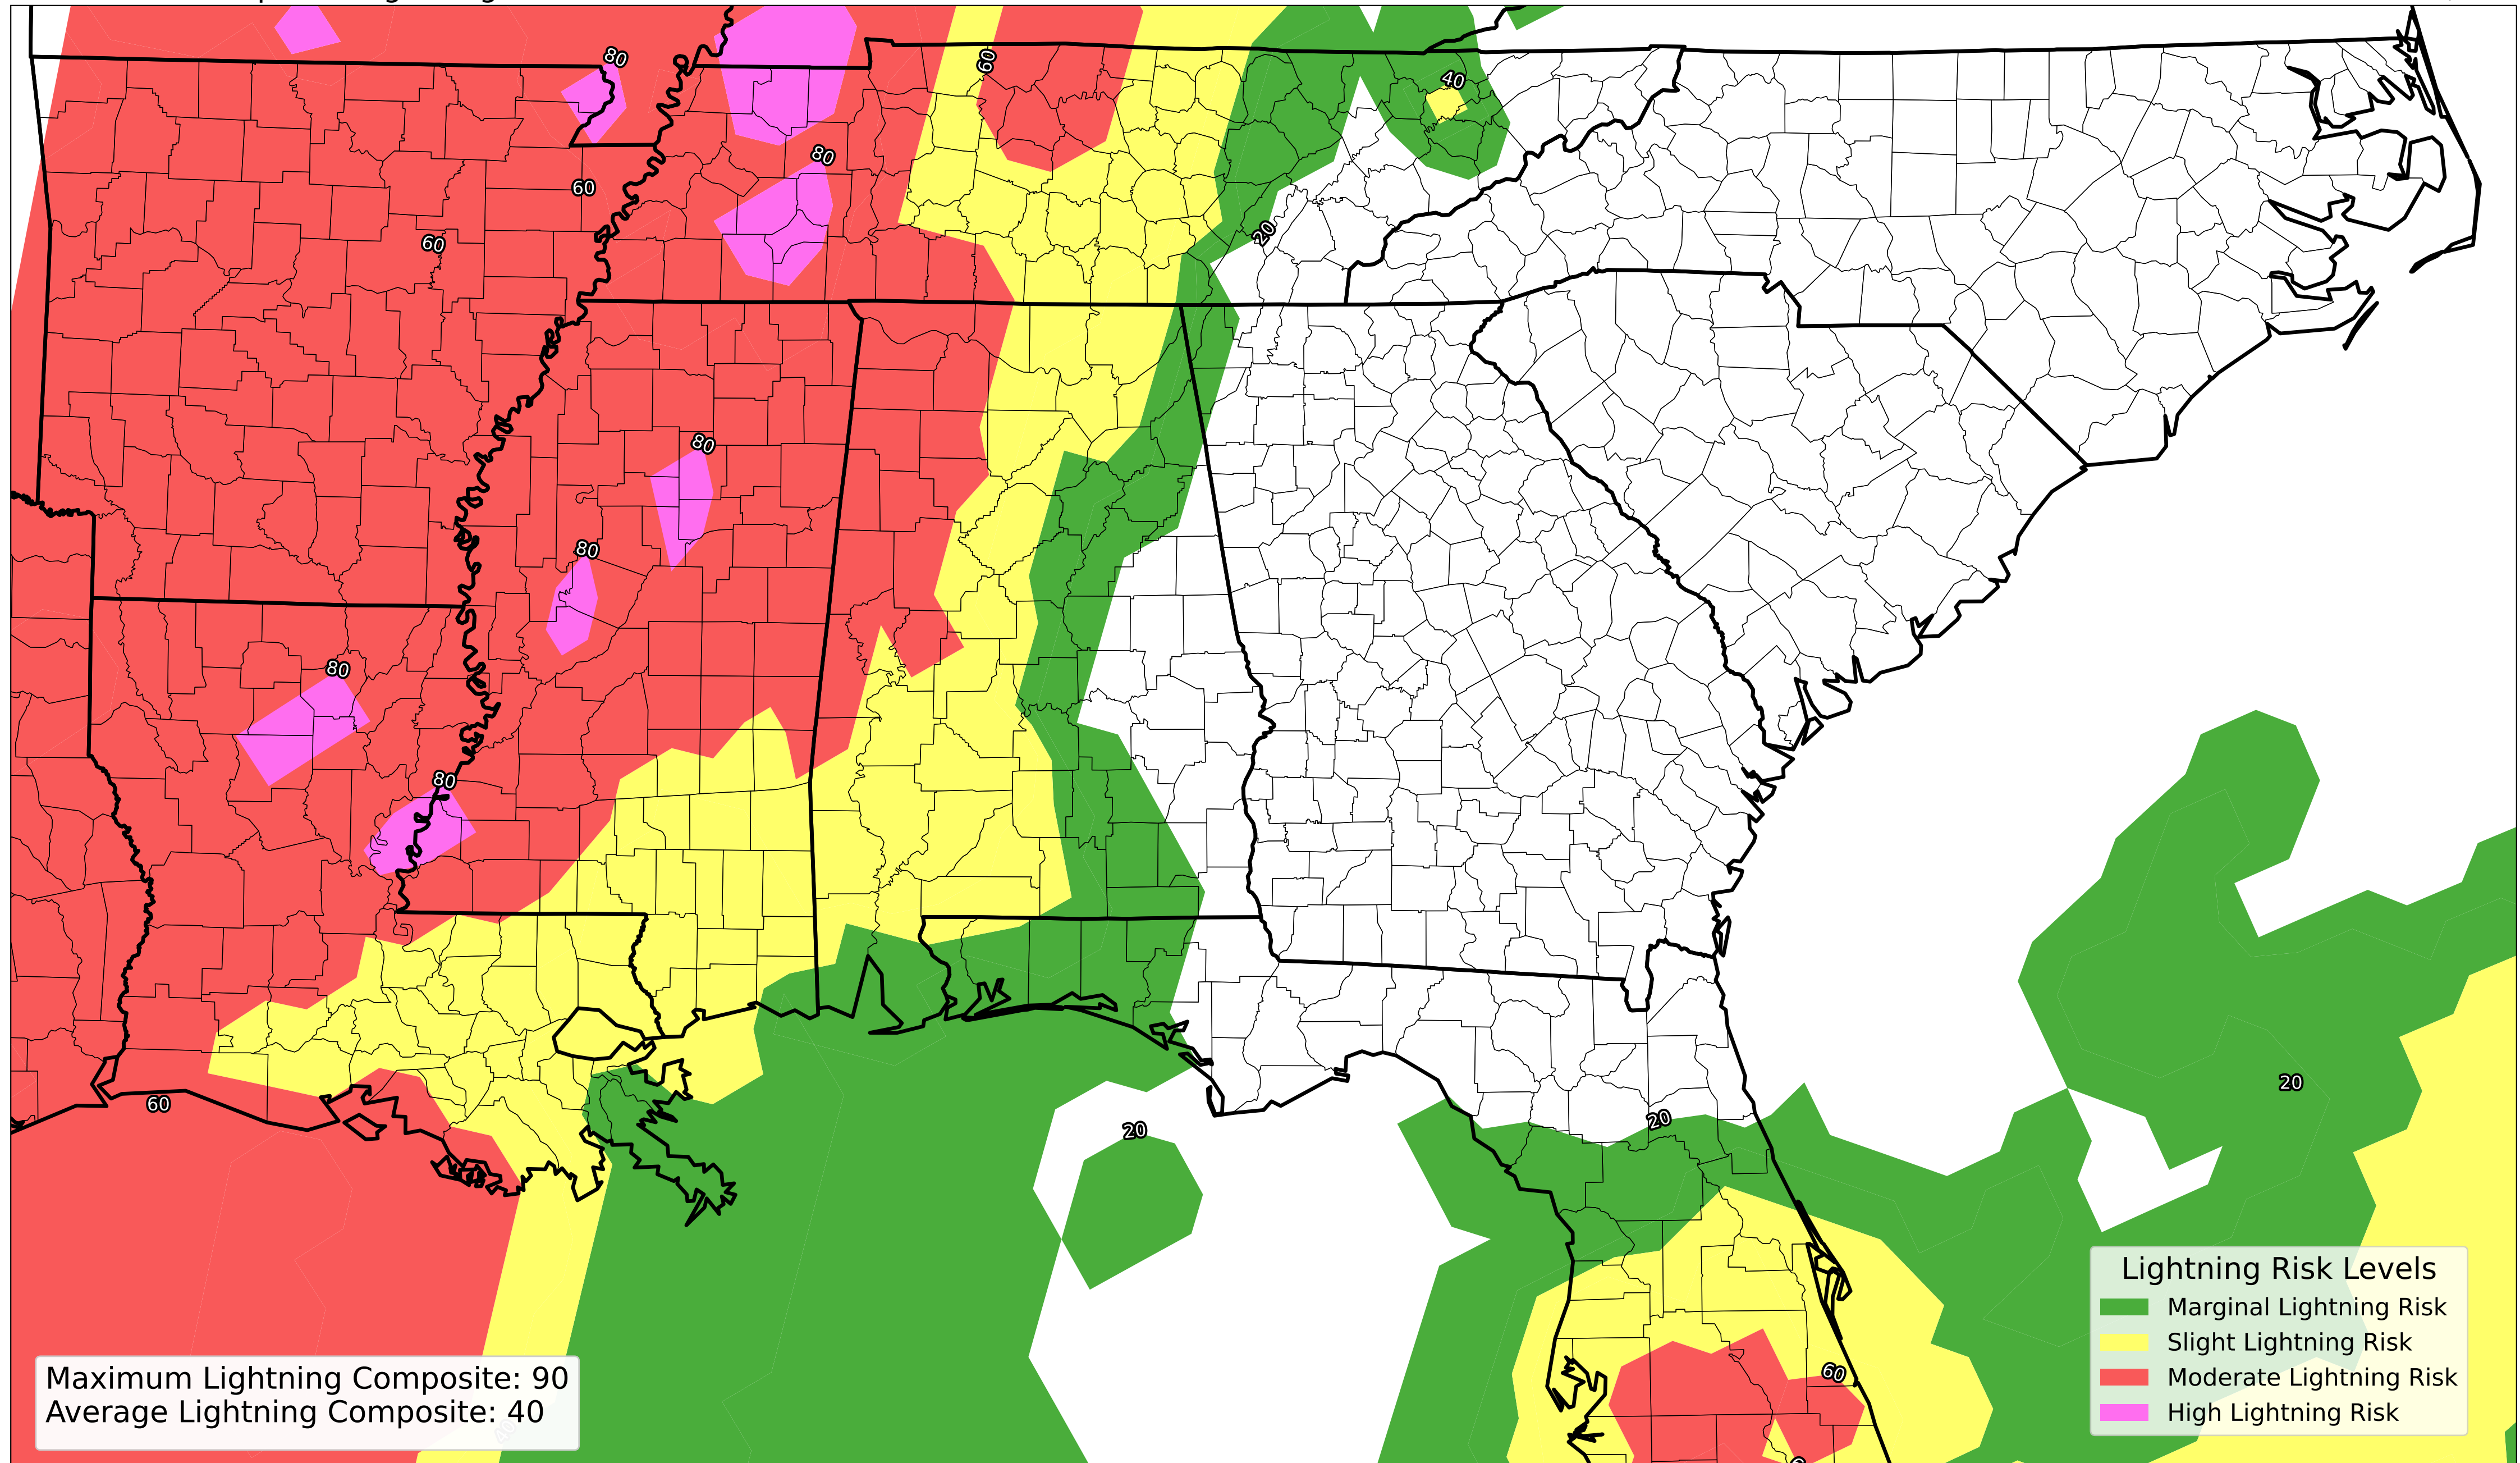 80
60
40
80
60
60
20
80
80
80
80
60
20
20
20
60
Lightning Risk Levels
Marginal Lightning Risk
Slight Lightning Risk
Moderate Lightning Risk
High Lightning Risk
Maximum Lightning Composite: 90
Average Lightning Composite: 40